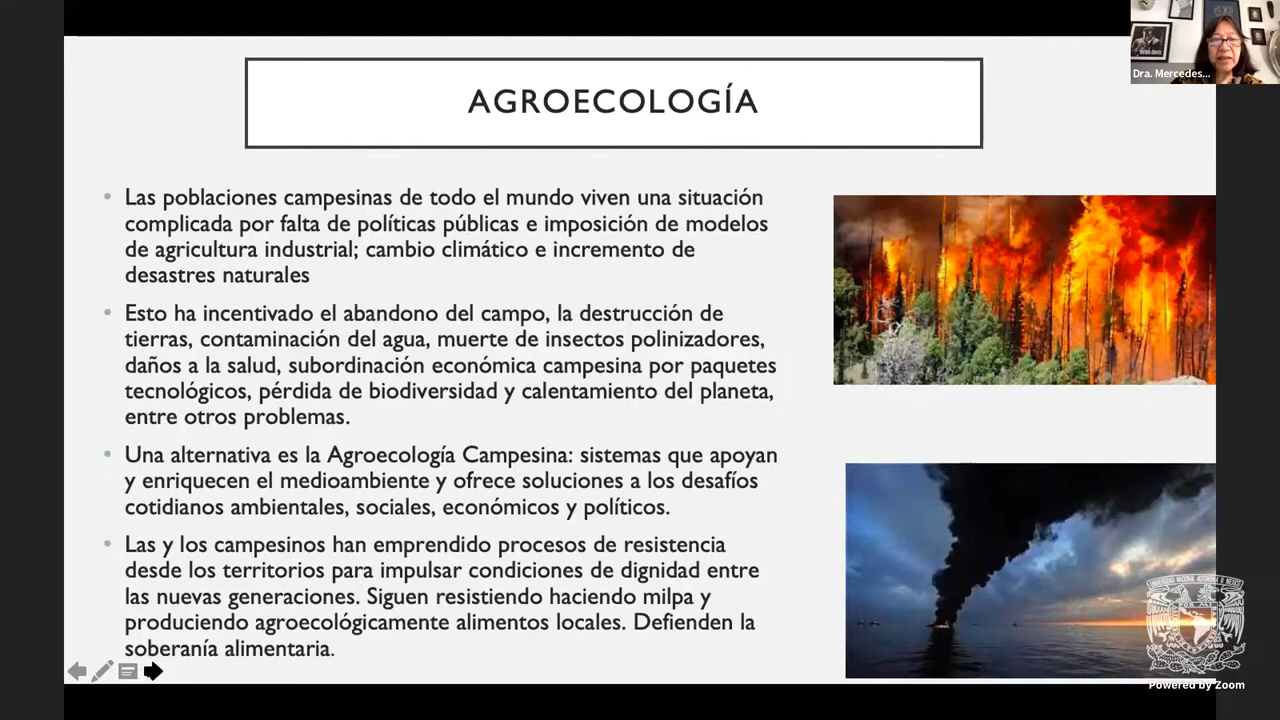 Dra. Mercedes...
AGROECOLOGÍA
• Las poblaciones campesinas de todo el mundo viven una situación
complicada por falta de políticas públicas e imposición de modelos
de agricultura industrial; cambio climático e incremento de
desastres naturales
• Esto ha incentivado el abandono del campo, la destrucción de
tierras, contaminación del agua, muerte de insectos polinizadores,
daños a la salud, subordinación económica campesina por paquetes
tecnológicos, pérdida de biodiversidad y calentamiento del planeta,
entre otros problemas.
• Una alternativa es la Agroecología Campesina: sistemas que apoyan
y enriquecen el medioambiente y ofrece soluciones a los desafíos
cotidianos ambientales, sociales, económicos y políticos.
• Las y los campesinos han emprendido procesos de resistencia
desde los territorios para impulsar condiciones de dignidad entre
las nuevas generaciones. Siguen resistiendo haciendo milpa y
produciendo agroecológicamente alimentos locales. Defienden la
soberanía alimentaria.
Powered by Zoom